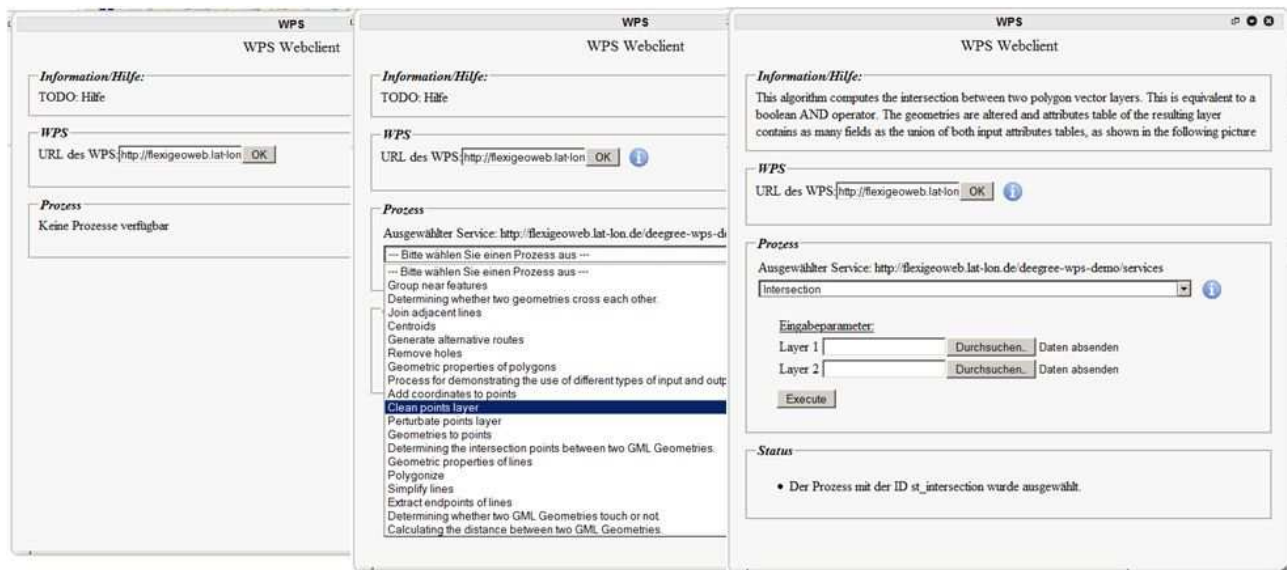 WPS
WPS Webclient
Information/Hilfe:
TODO: Hilfe
WPS
URL des WPS: http://flexigeoweb.lat-lon OK
Prozess
Keine Prozesse verfügbar
WPS
WPS Webclient
Information/Hilfe:
TODO: Hilfe
WPS
URL des WPS: http://flexigeoweb.lat-lon OK
Prozess
Ausgewählter Service: http://flexigeoweb.lat-lon.de/deegree-wps-d
--- Bitte wählen Sie einen Prozess aus ---
--- Bitte wählen Sie einen Prozess aus ---
Group near features
Determining whether two geometries cross each other.
Join adjacent lines
Centroids
Generate alternative routes
Remove holes
Geometric properties of polygons
Process for demonstrating the use of different types of input and outp
Add coordinates to points
Clean points layer
Perturbate points layer
Geometries to points
Determining the intersection points between two GML Geometries.
Geometric properties of lines
Polygonize
Simplify lines
Extract endpoints of lines
Determining whether two GML Geometries touch or not.
Calculating the distance between two GML Geometries.
WPS
WPS Webclient
Information/Hilfe:
This algorithm computes the intersection between two polygon vector layers. This is equivalent to a
boolean AND operator. The geometries are altered and attributes table of the resulting layer
contains as many fields as the union of both input attributes tables, as shown in the following picture
WPS
URL des WPS: http://flexigeoweb.lat-lon OK
Prozess
Ausgewählter Service: http://flexigeoweb.lat-lon.de/deegree-wps-demo/services
Intersection
Eingabeparameter:
Layer 1 Durchsuchen... Daten absenden
Layer 2 Durchsuchen... Daten absenden
Execute
Status
• Der Prozess mit der ID st_intersection wurde ausgewählt.